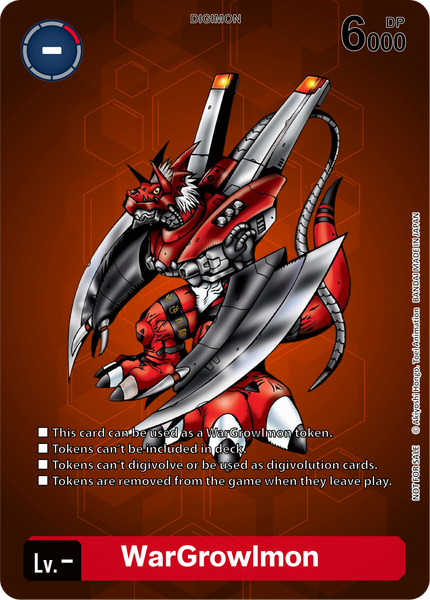 DIGIMON
DP
6000
-
■ This card can be used as a WarGrowlmon token.
■ Tokens can't be included in deck.
■ Tokens can't digivolve or be used as digivolution cards.
■ Tokens are removed from the game when they leave play.
NOT FOR SALE © Akiyoshi Hongo, Toei Animation BANDAI MADE IN JAPAN
Lv.-
WarGrowlmon